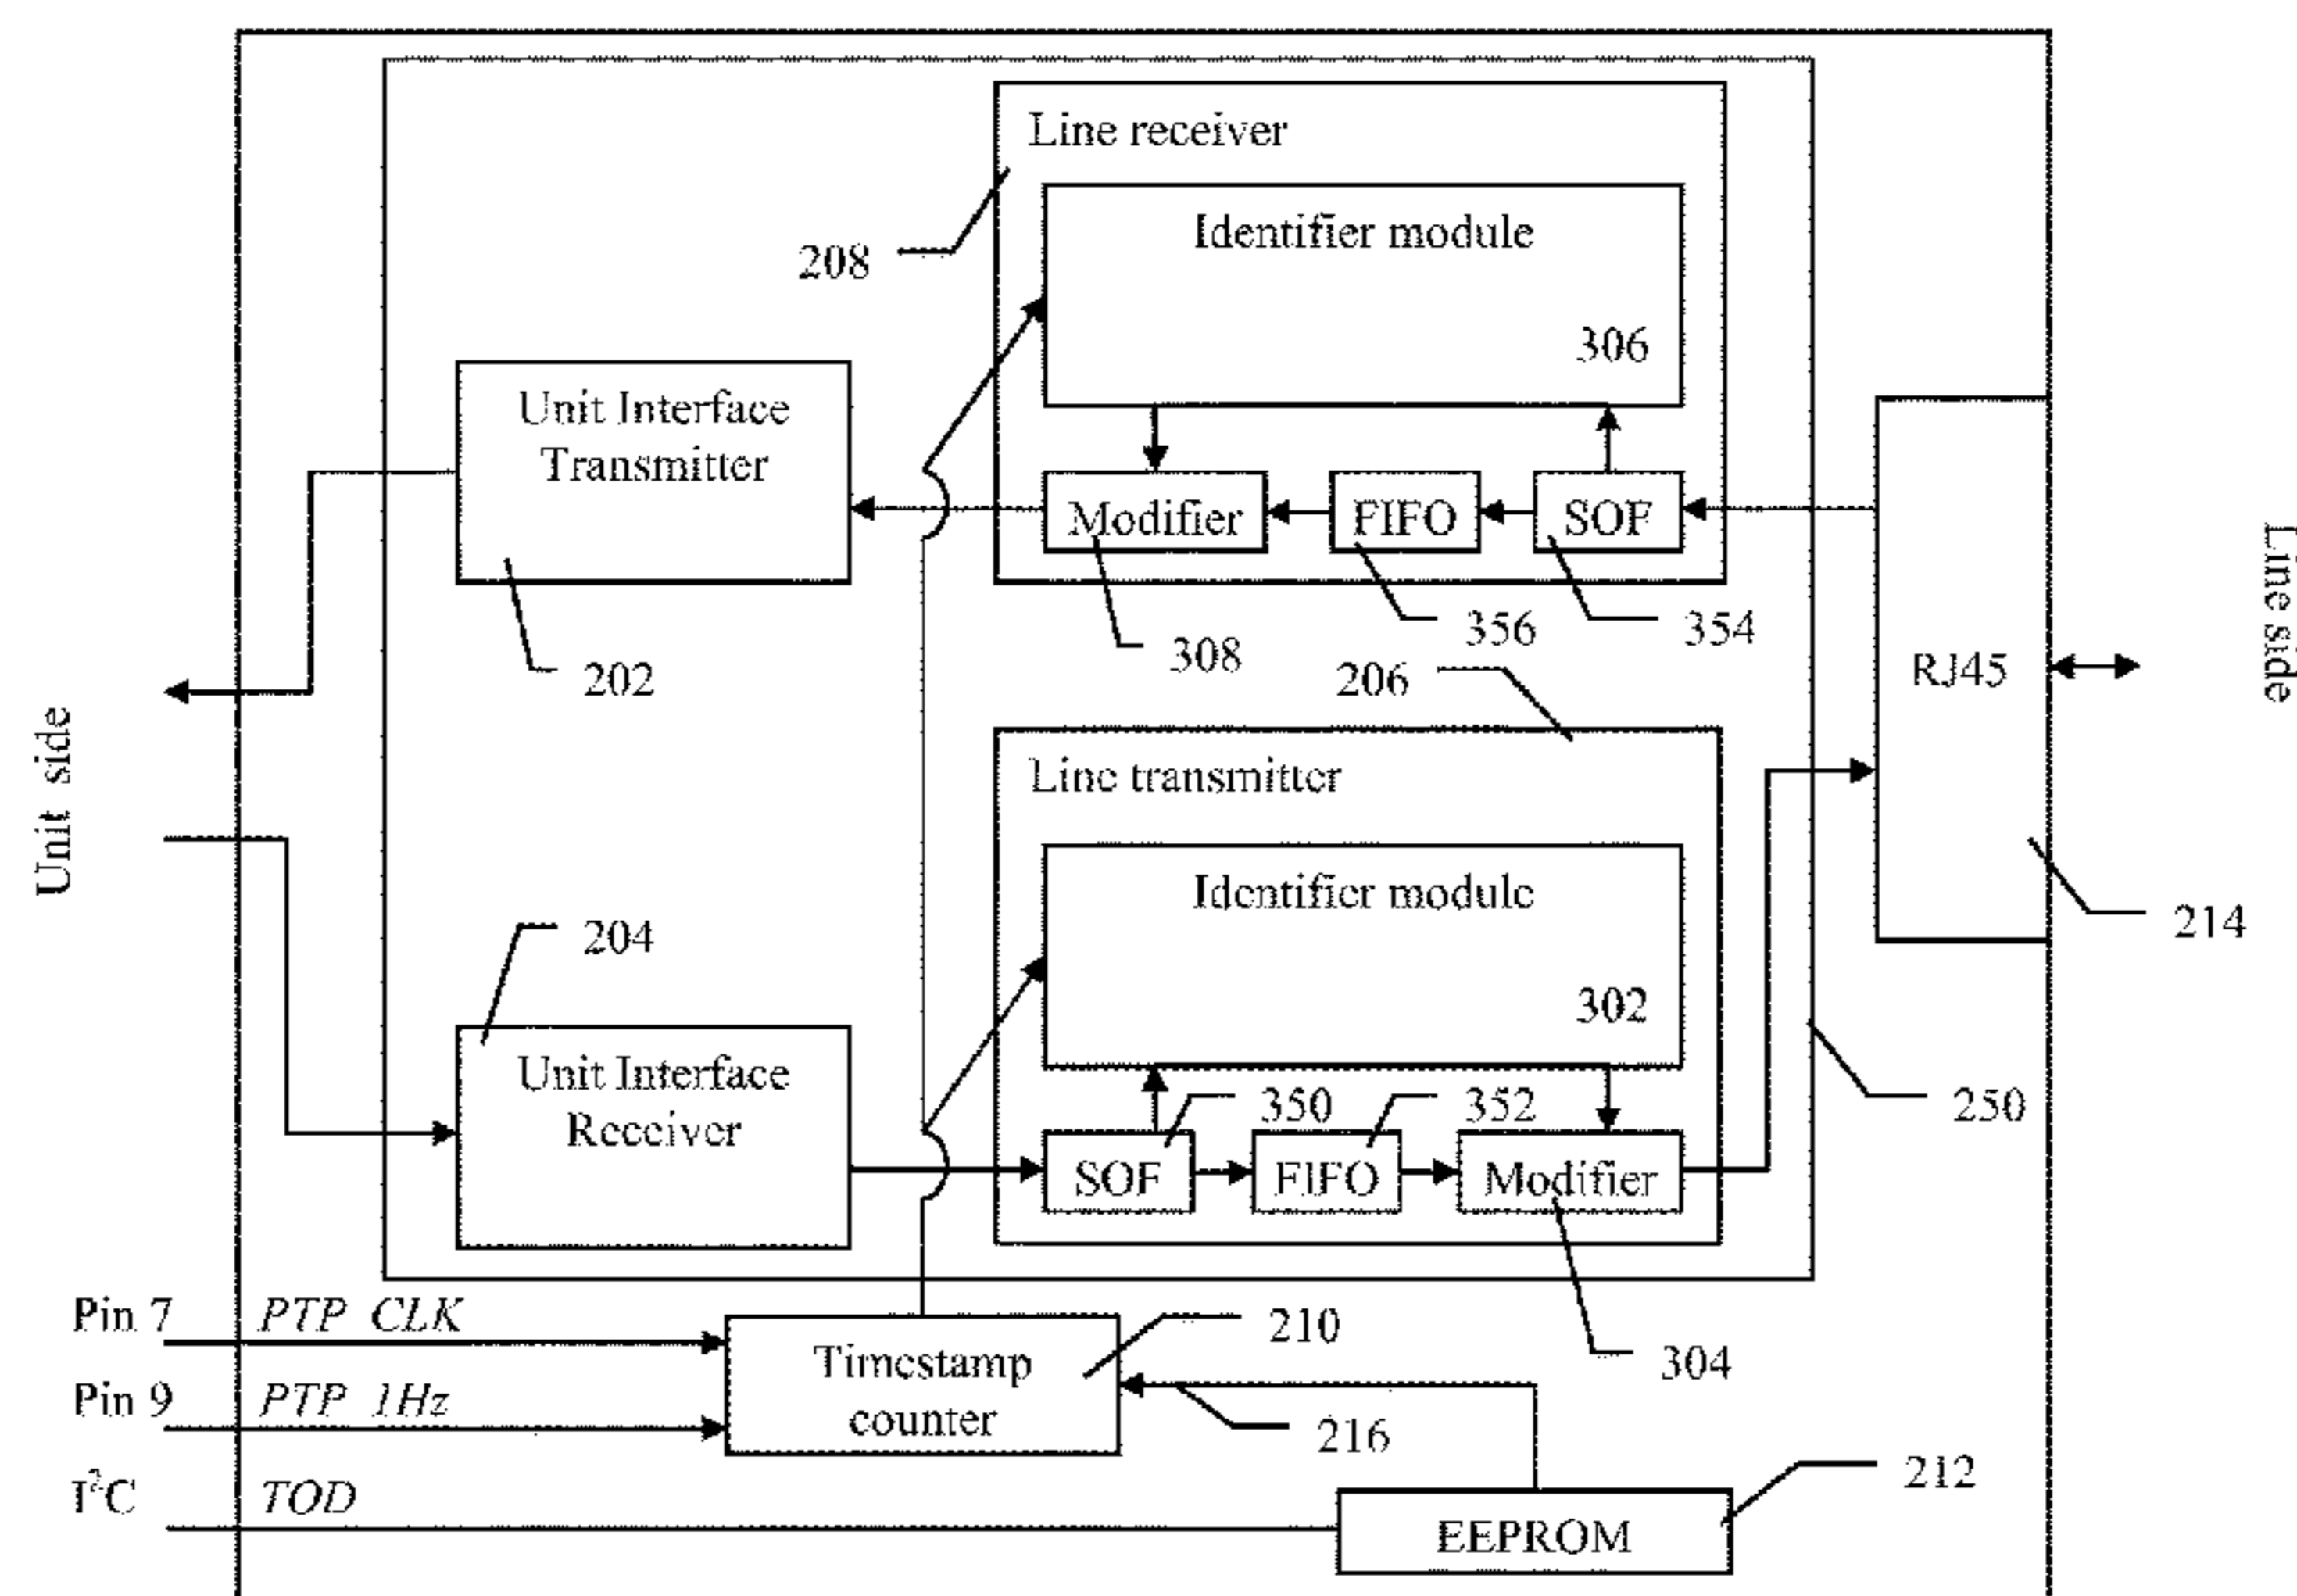 Line receiver
Identifier module
208
306
Unit Interface
Transmitter
Modifier
FIFO
SOF
Line side
308
356
354
202
206
RJ45
Unit side
Line transmitter
Identifier module
204
214
302
Unit Interface
Receiver
350
352
250
SOF
FIFO
Modifier
Pin 7
PTP CLK
210
304
Timestamp
counter
Pin 9
PTP 1Hz
216
I²C
TOD
212
EEPROM